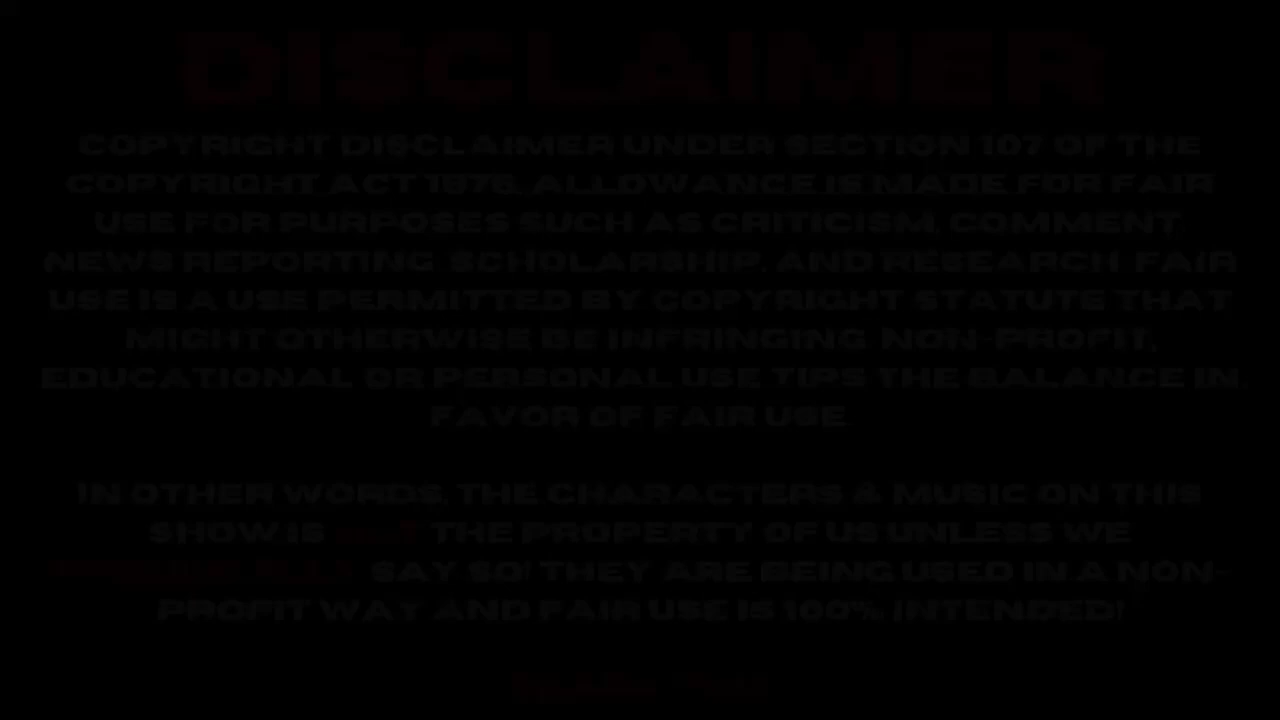 DISCLAIMER
COPYRIGHT DISCLAIMER UNDER SECTION 107 OF THE
COPYRIGHT ACT 1976, ALLOWANCE IS MADE FOR FAIR
USE FOR PURPOSES SUCH AS CRITICISM, COMMENT,
NEWS REPORTING, SCHOLARSHIP, AND RESEARCH. FAIR
USE IS A USE PERMITTED BY COPYRIGHT STATUTE THAT
MIGHT OTHERWISE BE INFRINGING. NON-PROFIT,
EDUCATIONAL OR PERSONAL USE TIPS THE BALANCE IN
FAVOR OF FAIR USE.
IN OTHER WORDS, THE CHARACTERS & MUSIC ON THIS
SHOW IS THE PROPERTY OF US UNLESS WE
SAY SO! THEY ARE BEING USED IN A NON-
PROFIT WAY AND FAIR USE IS 100% INTENDED!